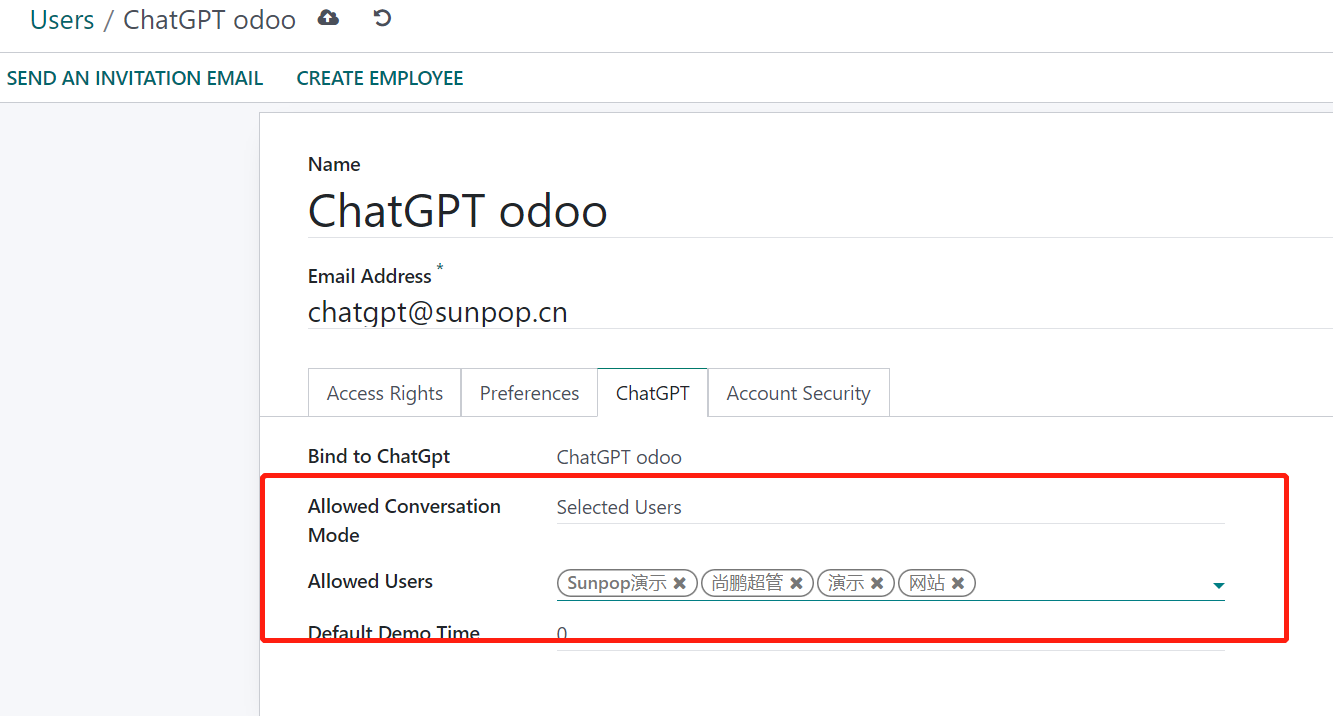 Users / ChatGPT odoo
SEND AN INVITATION EMAIL CREATE EMPLOYEE
Name
ChatGPT odoo
Email Address *
chatgpt@sunpop.cn
Access Rights Preferences ChatGPT Account Security
Bind to ChatGpt ChatGPT odoo
Allowed Conversation Mode Selected Users
Allowed Users Sunpop演示 尚鹏超管 演示 网站
Default Demo Time 0